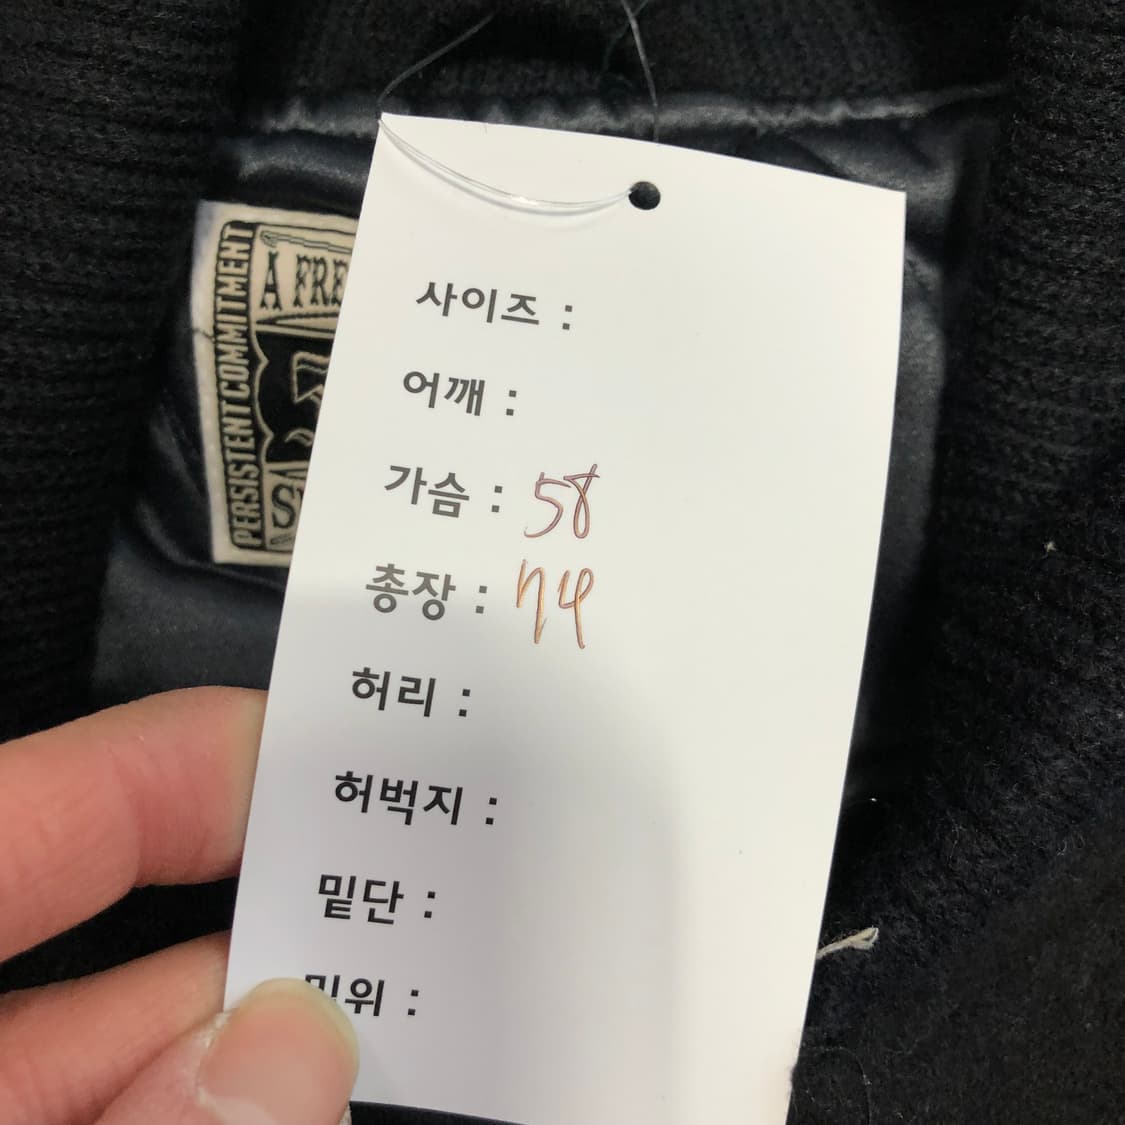 사이즈 :
어깨 :
가슴 : 58
총장 : 74
허리 :
허벅지 :
밑단 :
밑위 :
PERSISTENT COMMITMENT
A FRE